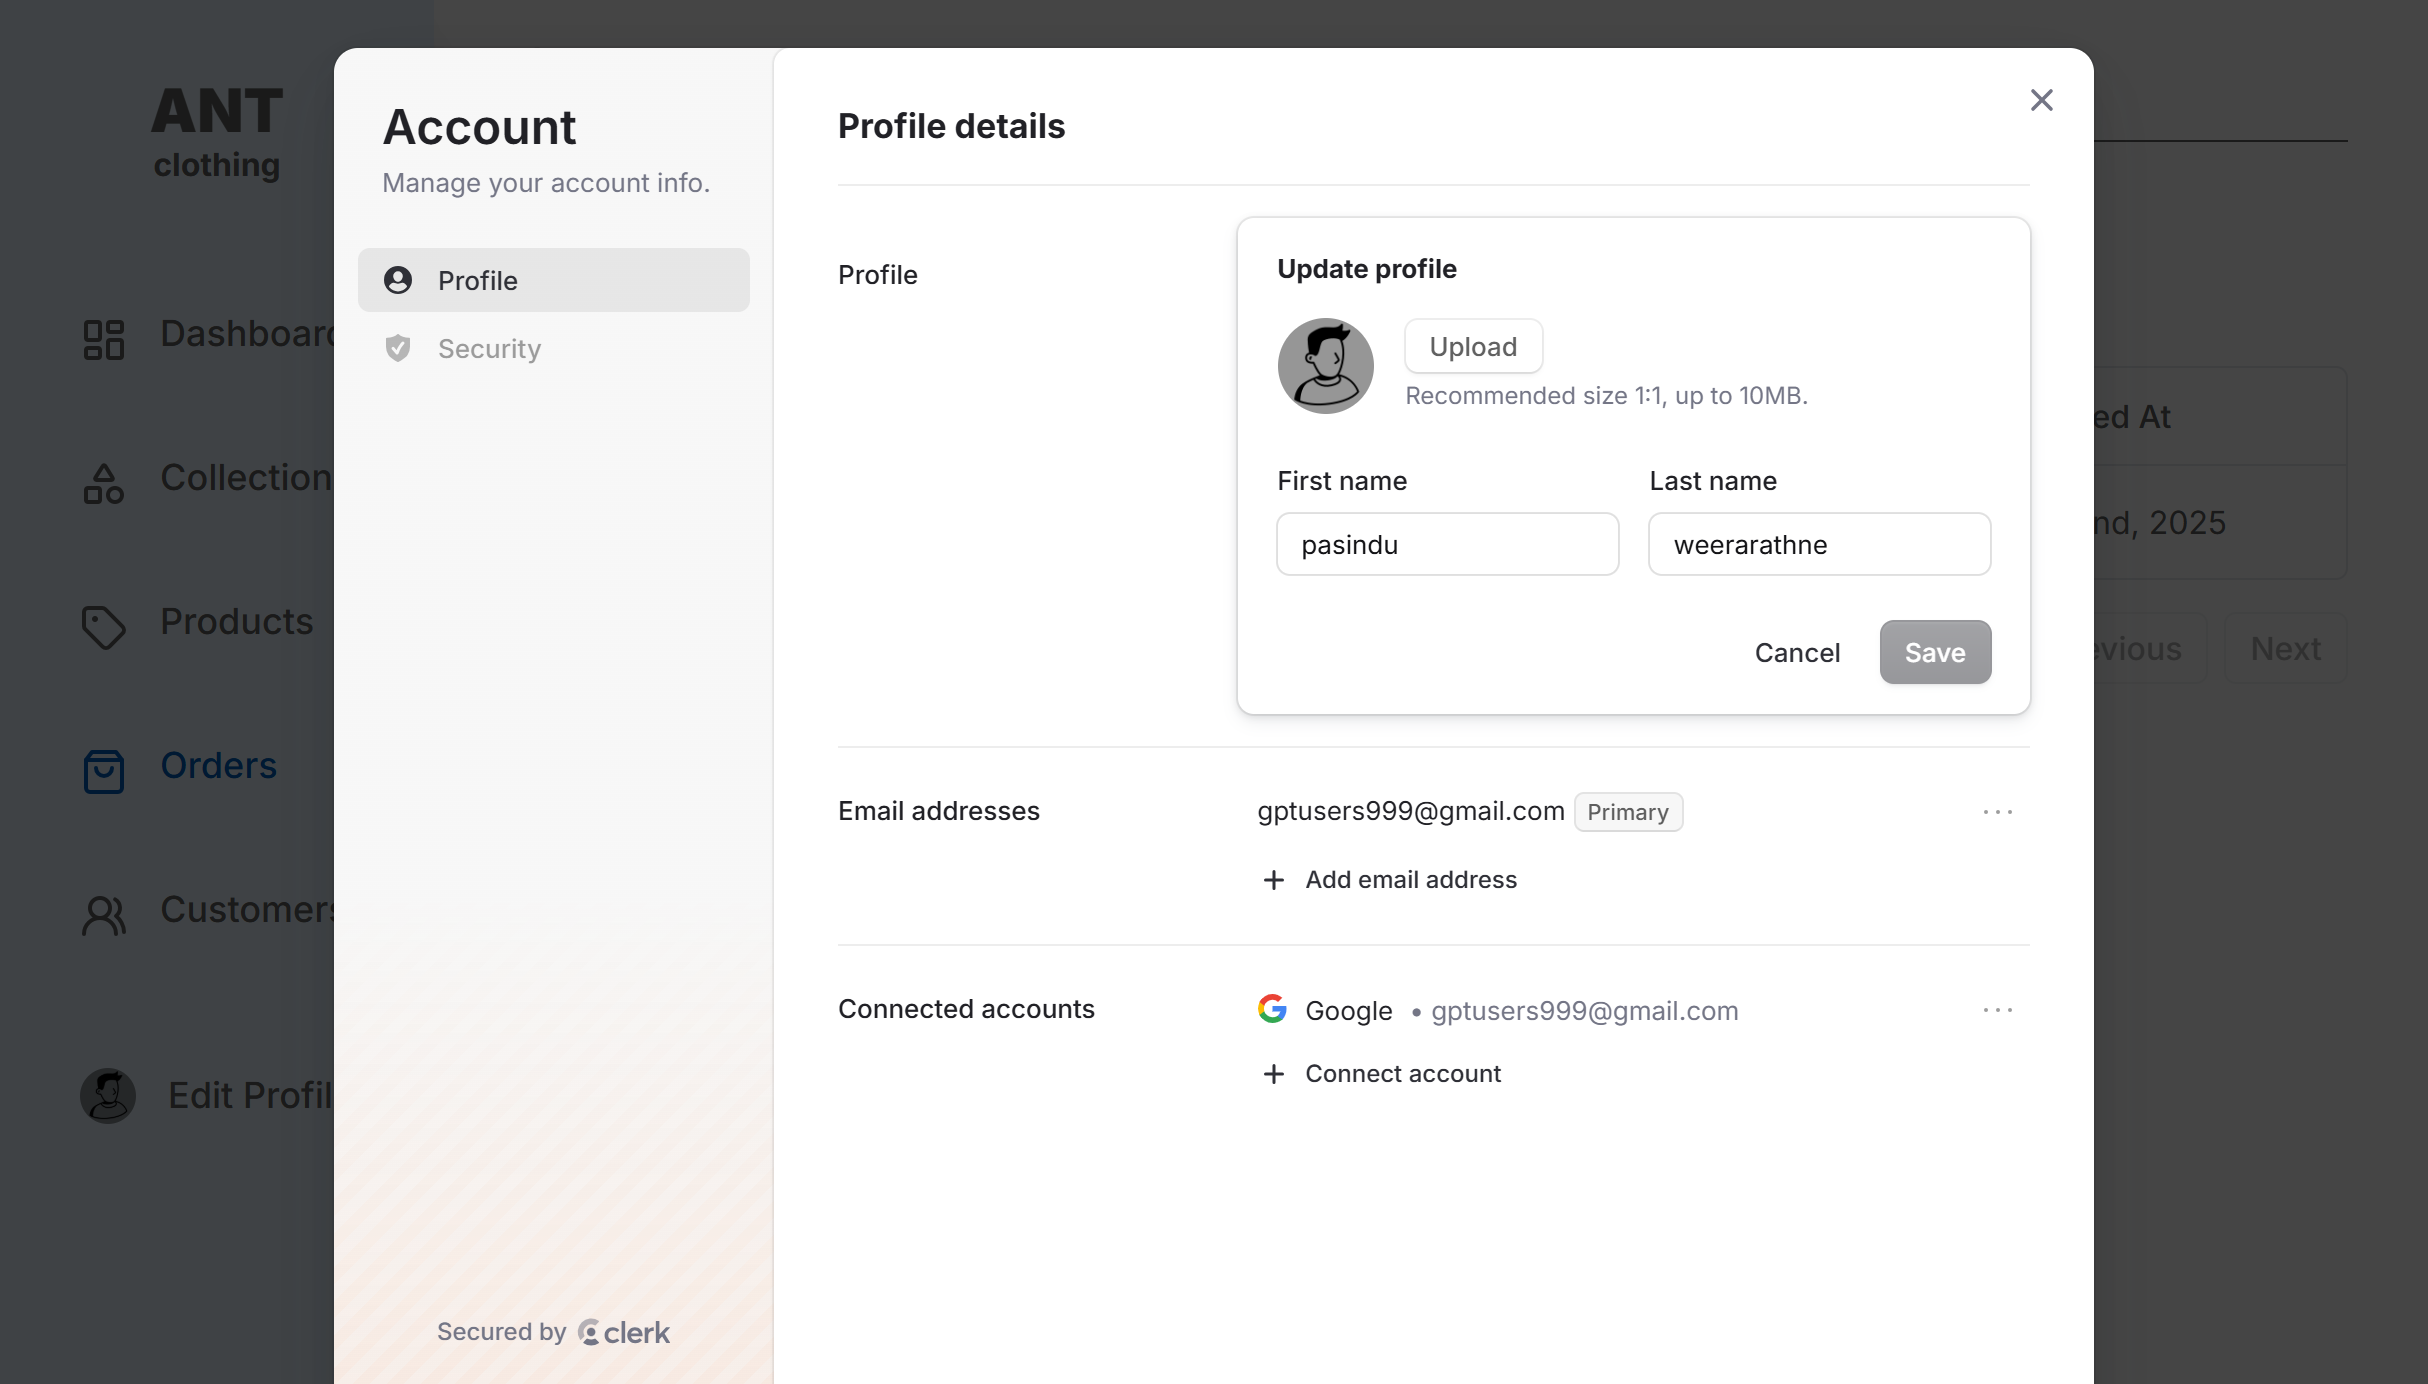 ANT
clothing
Dashboard
Collection
Products
Orders
Customers
Edit Profil
Account
Manage your account info.
Profile
Security
Secured by clerk
Profile details
Profile
Update profile
Upload
Recommended size 1:1, up to 10MB.
First name
Last name
pasindu
weerarathne
Cancel
Save
Email addresses
gptusers999@gmail.com
Primary
Add email address
Connected accounts
Google • gptusers999@gmail.com
Connect account
ed At
nd, 2025
evious
Next